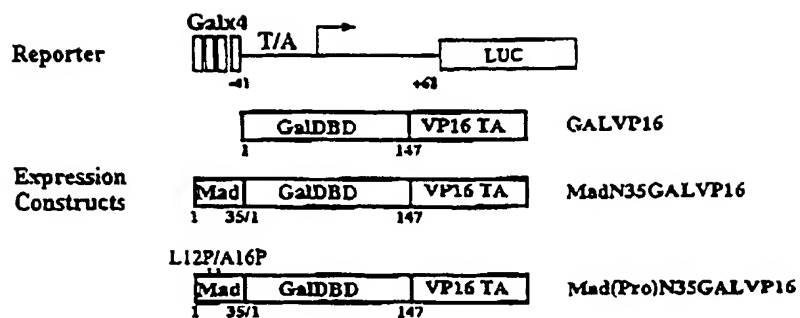 Galx4
Reporter
T/A
LUC
-41
+63
GalDBD
VP16 TA
GALVP16
1
147
Expression
Constructs
Mad
GalDBD
VP16 TA
MadN35GALVP16
1
35/1
147
L12P/A16P
Mad
GalDBD
VP16 TA
Mad(Pro)N35GALVP16
1
35/1
147